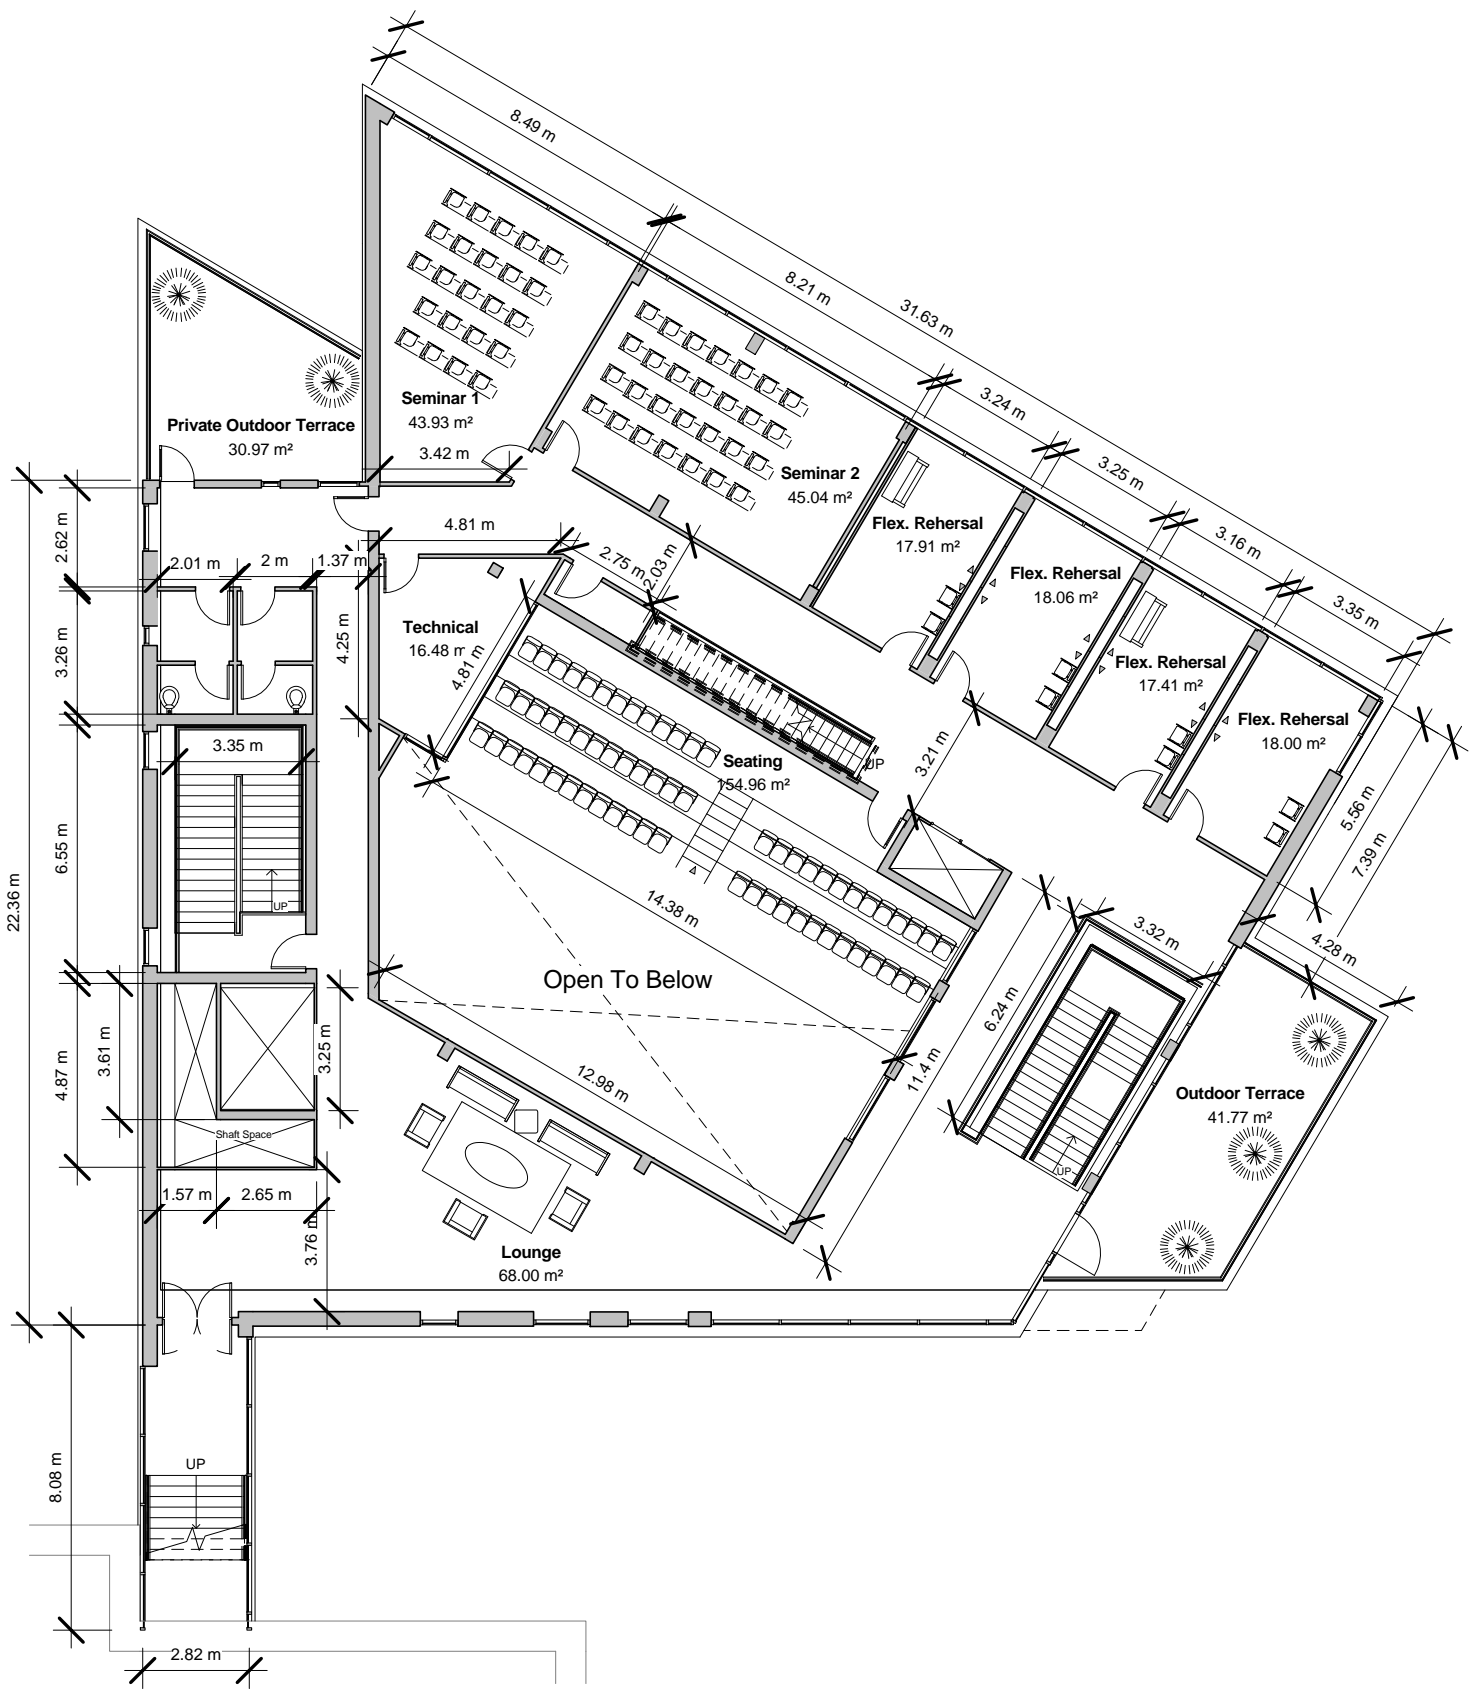 8.49 m
8.21 m
31.63 m
3.24 m
3.25 m
3.16 m
3.35 m
Seminar 1
43.93 m²
3.42 m
Private Outdoor Terrace
30.97 m²
Seminar 2
45.04 m²
Flex. Rehersal
17.91 m²
Flex. Rehersal
18.06 m²
Flex. Rehersal
17.41 m²
Flex. Rehersal
18.00 m²
4.81 m
2.75 m
2.03 m
2.62 m
2.01 m
2 m
1.37 m
3.26 m
4.25 m
Technical
16.48 m
4.81 m
3.35 m
Seating
154.96 m²
UP
3.21 m
5.56 m
7.39 m
6.55 m
22.36 m
UP
14.38 m
3.32 m
4.28 m
Open To Below
6.24 m
11.4 m
3.61 m
4.87 m
3.25 m
12.98 m
Outdoor Terrace
41.77 m²
Shaft Space
UP
1.57 m
2.65 m
3.76 m
Lounge
68.00 m²
8.08 m
UP
2.82 m